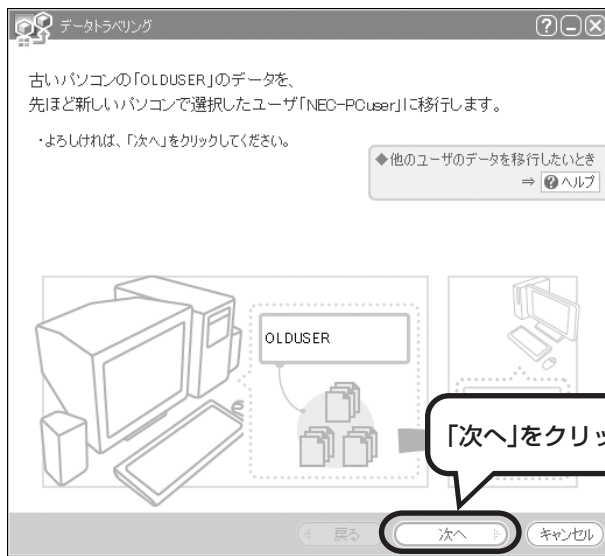 データトラベリング
古いパソコンの「OLDUSER」のデータを、
先ほど新しいパソコンで選択したユーザ「NEC-PCuser」に移行します。
・よろしければ、「次へ」をクリックしてください。
◆他のユーザのデータを移行したいとき
⇒ ?ヘルプ
OLDUSER
「次へ」をクリッ
戻る 次へ キャンセル